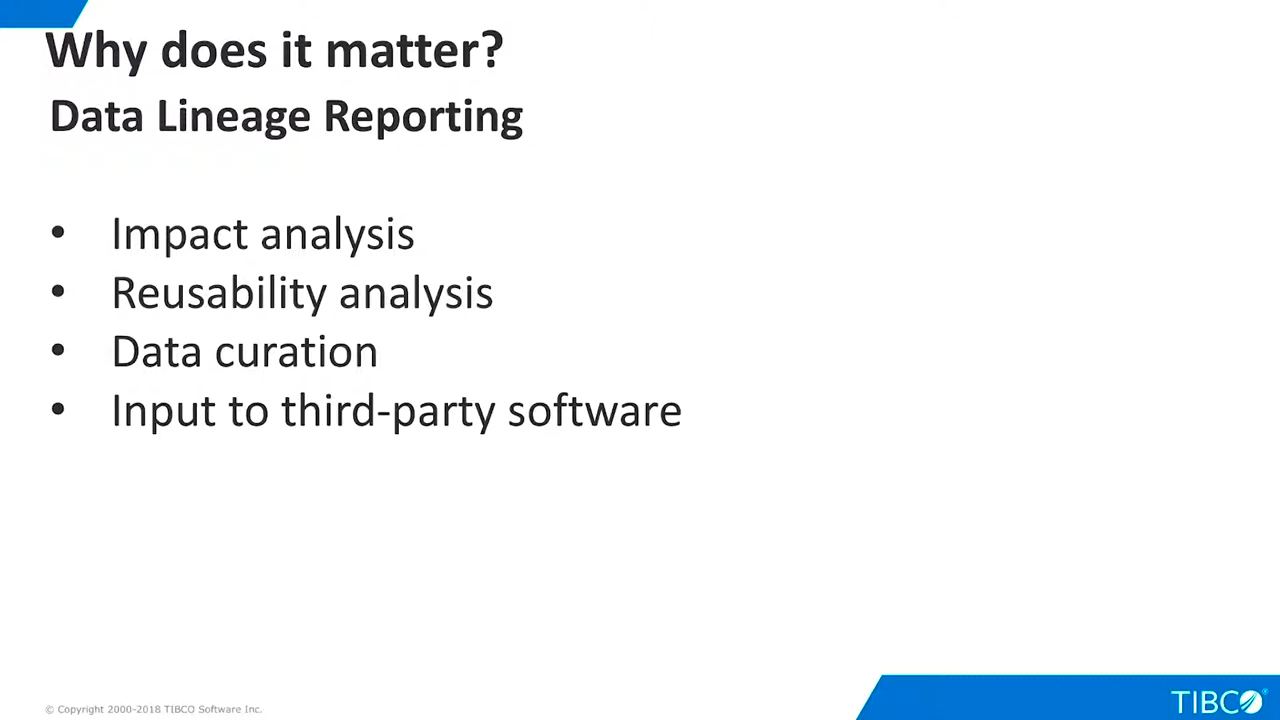 Why does it matter?
Data Lineage Reporting
• Impact analysis
• Reusability analysis
• Data curation
• Input to third-party software
© Copyright 2000-2018 TIBCO Software Inc.
TIBCO®